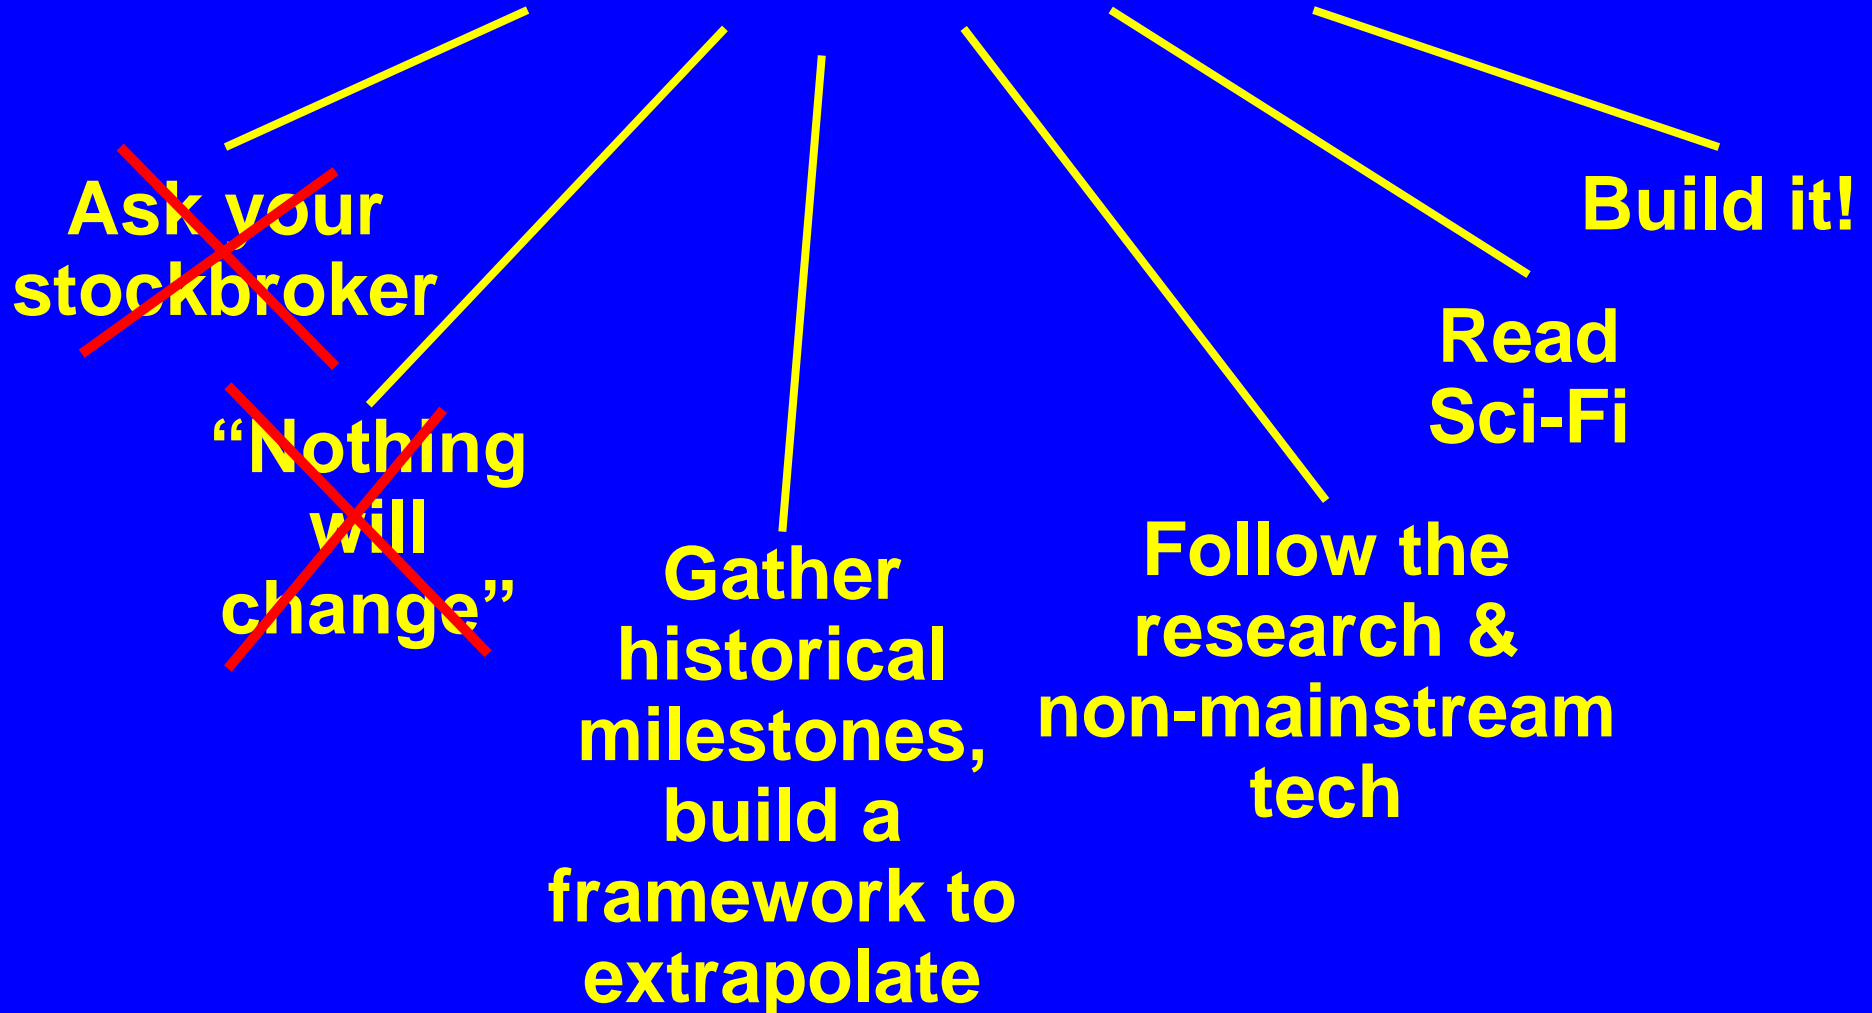 Ask your
stockbroker
“Nothing
will
change”
Gather
historical
milestones,
build a
framework to
extrapolate
Follow the
research &
non-mainstream
tech
Read
Sci-Fi
Build it!